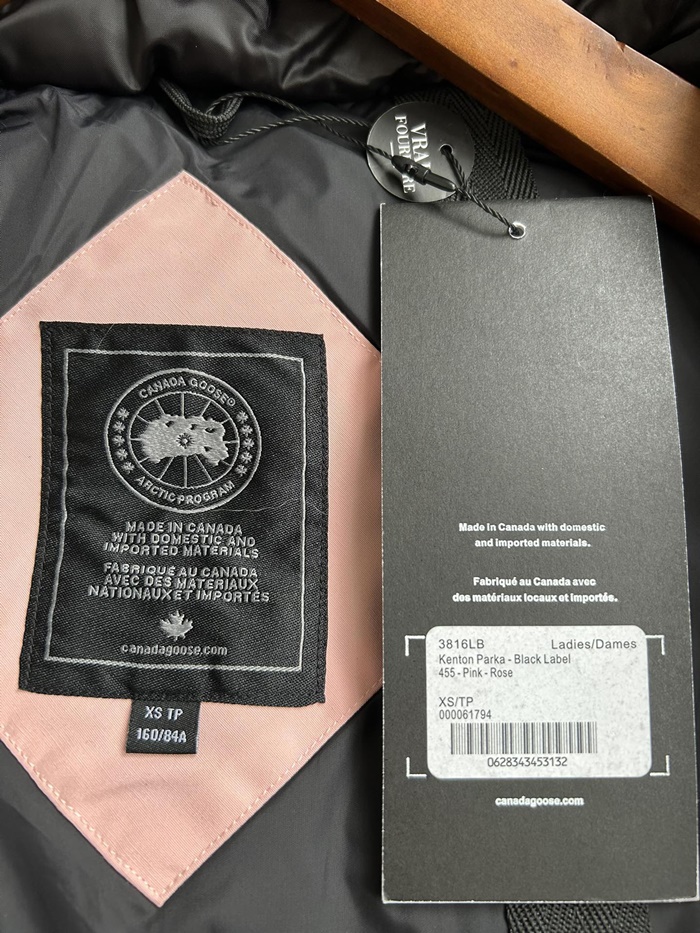 CANADA GOOSE®
ARCTIC PROGRAM
MADE IN CANADA
WITH DOMESTIC AND
IMPORTED MATERIALS
FABRIQUÉ AU CANADA
AVEC DES MATERIAUX
NATIONAUX ET IMPORTÉS
canadagoose.com
XS TP
160/84A
VRAI
Made in Canada with domestic
and imported materials.
Fabriqué au Canada avec
des matériaux locaux et importés.
3816LB Ladies/Dames
Kenton Parka - Black Label
455 - Pink - Rose
XS/TP
000061794
0628343453132
canadagoose.com